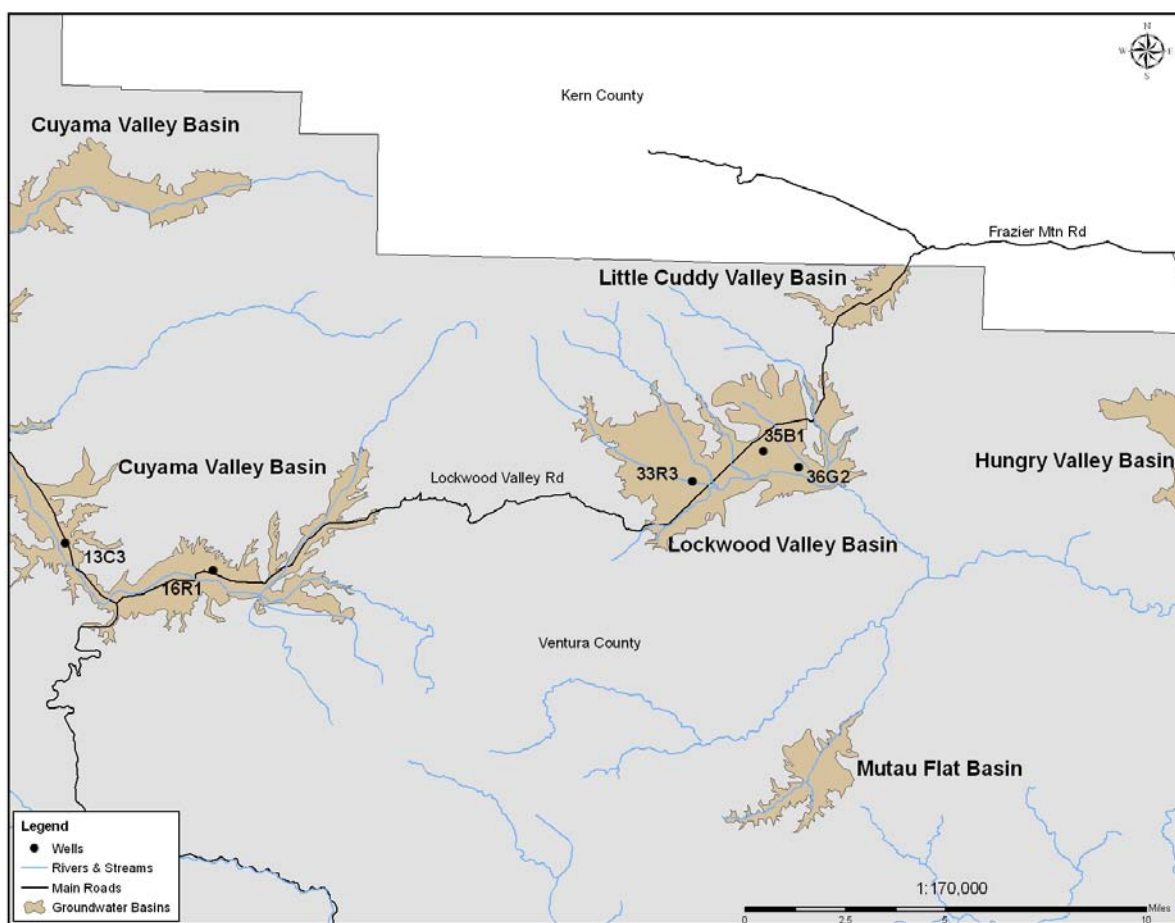 N
W E
S
Kern County
Cuyama Valley Basin
Frazier Mtn Rd
Little Cuddy Valley Basin
35B1
Cuyama Valley Basin
Hungry Valley Basin
33R3
36G2
Lockwood Valley Rd
Lockwood Valley Basin
13C3
16R1
Ventura County
Mutau Flat Basin
Legend
Wells
Rivers & Streams
Main Roads
Groundwater Basins
1:170,000
Miles
0 2.5 5 10